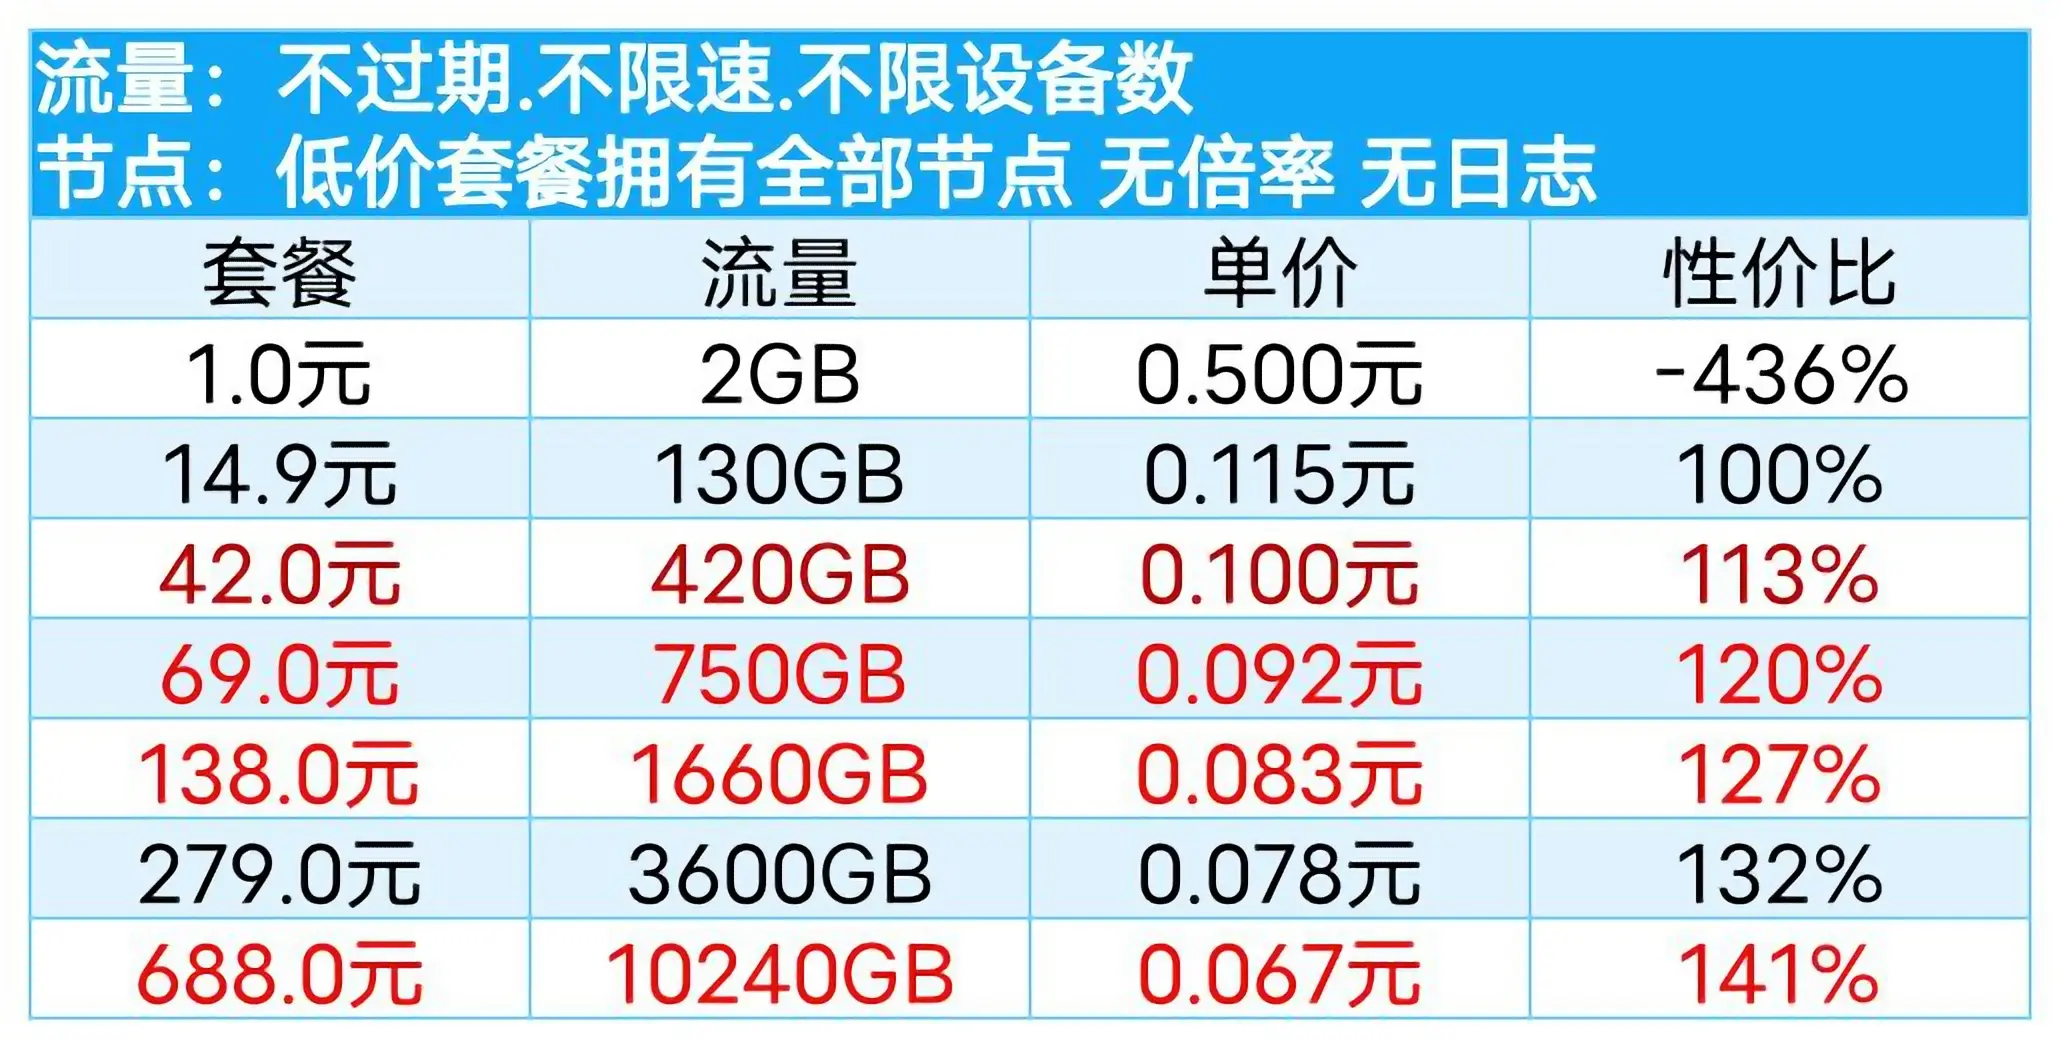 流量：不过期.不限速.不限设备数
节点：低价套餐拥有全部节点 无倍率 无日志
套餐 流量 单价 性价比
1.0元 2GB 0.500元 -436%
14.9元 130GB 0.115元 100%
42.0元 420GB 0.100元 113%
69.0元 750GB 0.092元 120%
138.0元 1660GB 0.083元 127%
279.0元 3600GB 0.078元 132%
688.0元 10240GB 0.067元 141%